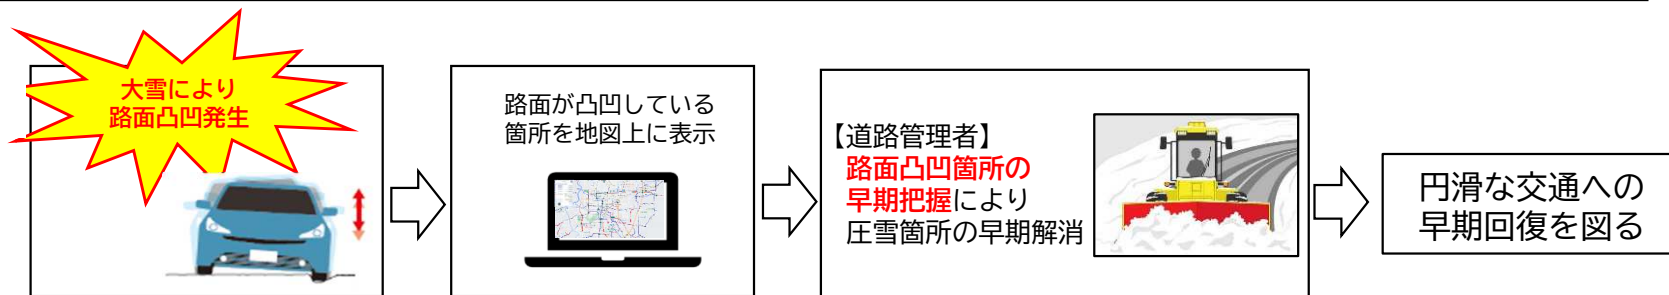 大雪により
路面凸凹発生
路面が凸凹している
箇所を地図上に表示
【道路管理者】
路面凸凹箇所の
早期把握により
圧雪箇所の早期解消
円滑な交通への
早期回復を図る